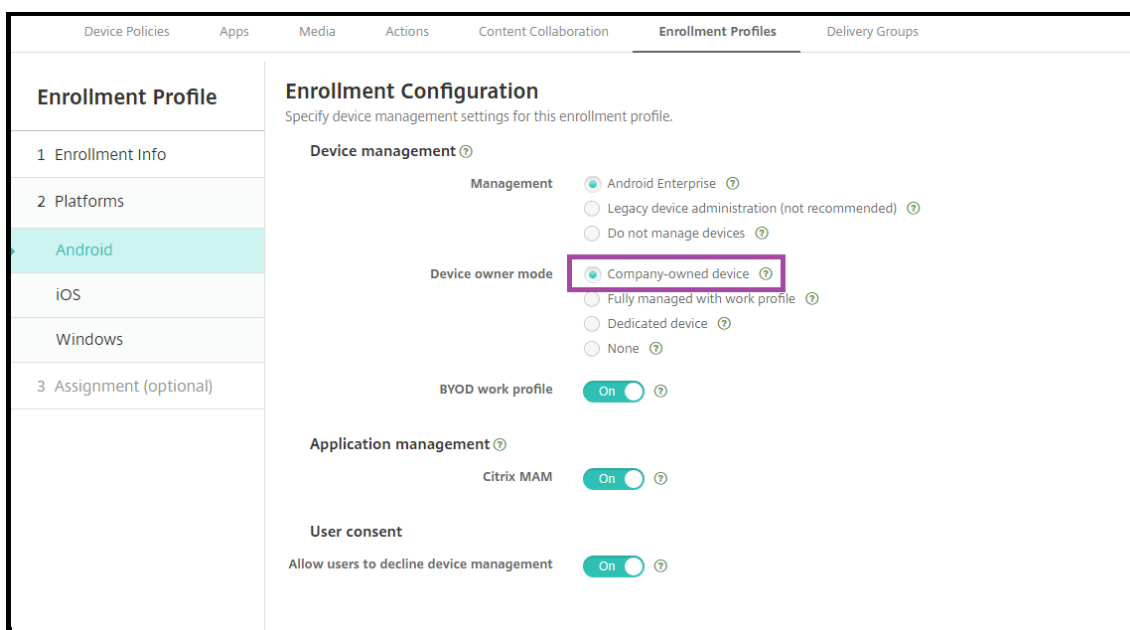 Device Policies Apps Media Actions Content Collaboration Enrollment Profiles Delivery Groups
Enrollment Profile
1 Enrollment Info
2 Platforms
Android
iOS
Windows
3 Assignment (optional)
Enrollment Configuration
Specify device management settings for this enrollment profile.
Device management ?
Management Android Enterprise ?
Legacy device administration (not recommended) ?
Do not manage devices ?
Device owner mode Company-owned device ?
Fully managed with work profile ?
Dedicated device ?
None ?
BYOD work profile On ?
Application management ?
Citrix MAM On ?
User consent
Allow users to decline device management On ?